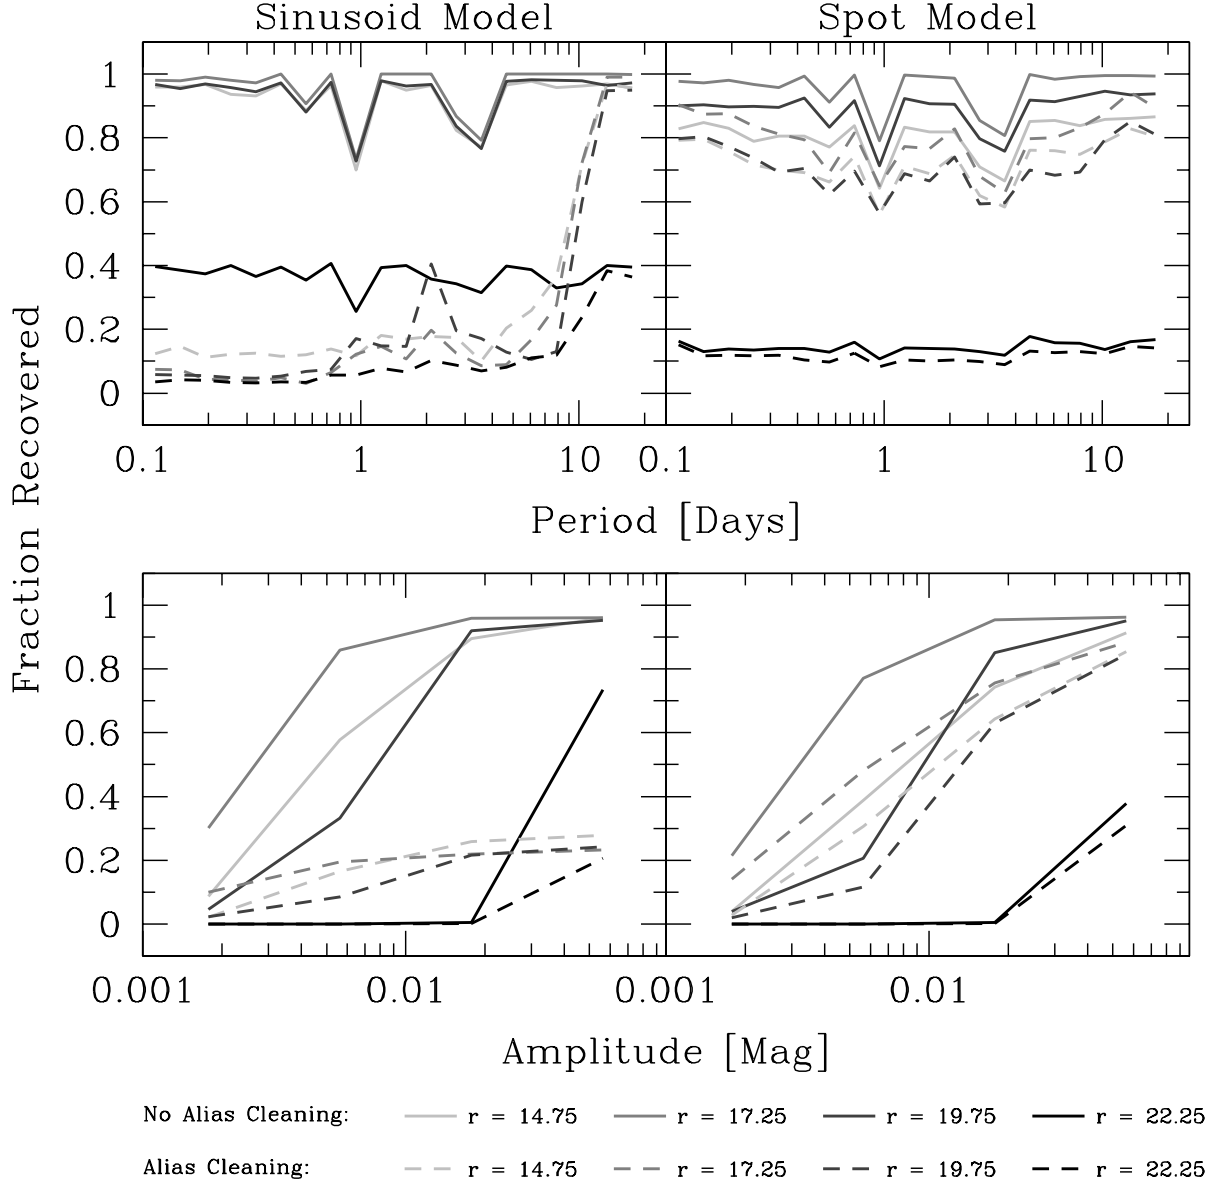 Sinusoid Model Spot Model
1
0.8
0.6
0.4
0.2
0
0.1 1 10 0.1 1 10
Period [Days]
Fraction Recovered
1
0.8
0.6
0.4
0.2
0
0.001 0.01 0.001 0.01
Amplitude [Mag]
No Alias Cleaning: r = 14.75 r = 17.25 r = 19.75 r = 22.25
Alias Cleaning: r = 14.75 r = 17.25 r = 19.75 r = 22.25